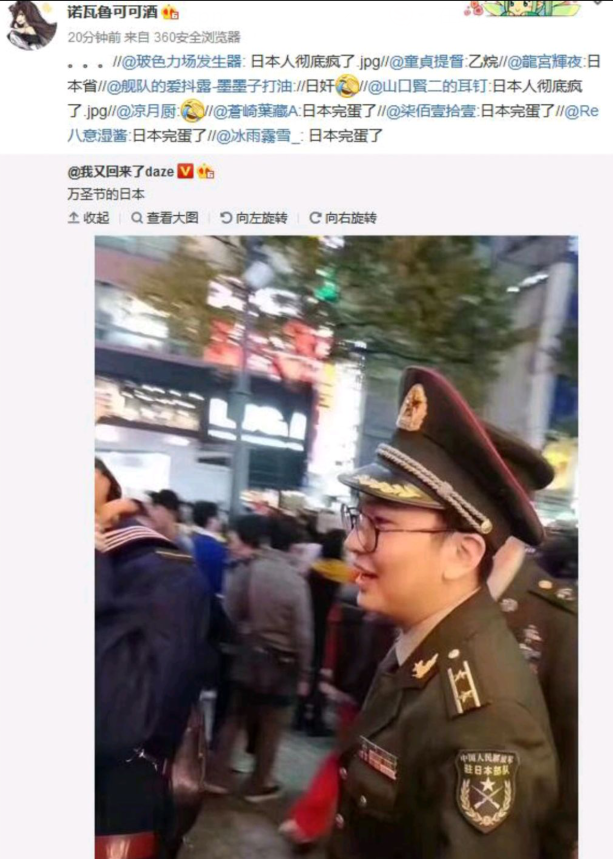 诺瓦鲁可可酒
20分钟前 来自 360安全浏览器
。。。//@玻色力场发生器: 日本人彻底疯了.jpg//@童貞提督:乙烷//@龍宮輝夜:日
本省//@舰队的爱抖露-墨墨子打油://日奸//@山口賢二的耳钉:日本人彻底疯
了.jpg//@凉月厨://@蒼崎葉藏A:日本完蛋了//@柒佰壹拾壹:日本完蛋了//@Re
八意湿酱:日本完蛋了//@冰雨露雪_: 日本完蛋了
@我又回来了daze V
万圣节的日本
收起 查看大图 向左旋转 向右旋转
中国人民解放军
驻日本部队